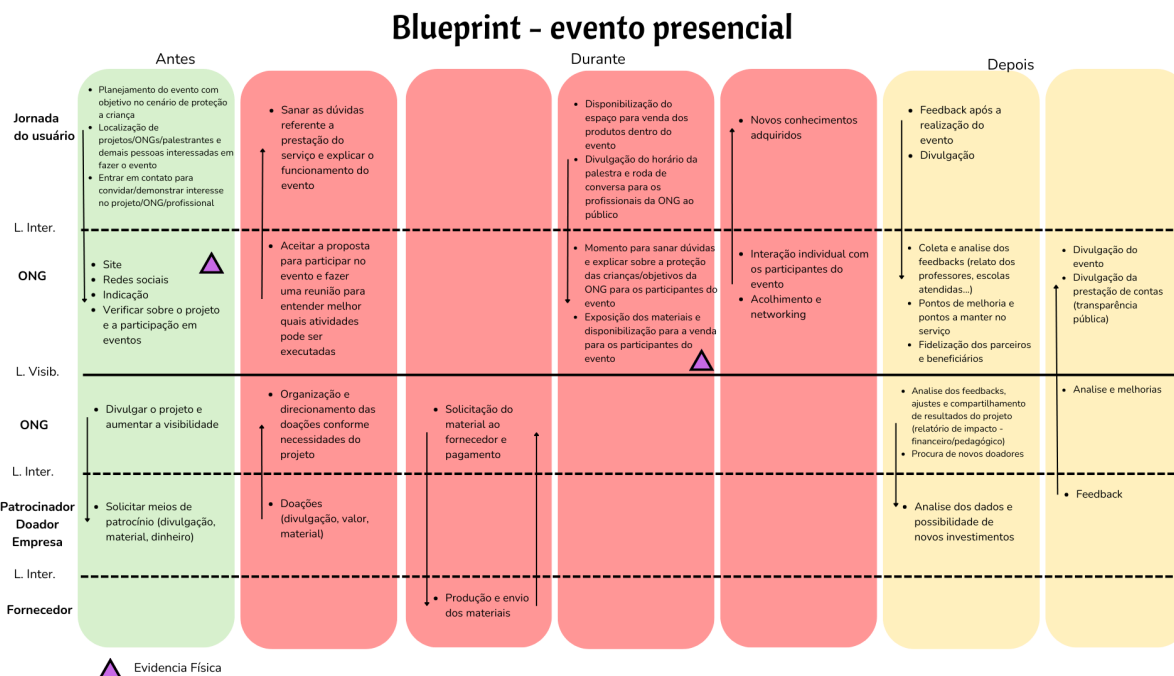 Blueprint - evento presencial
Antes
Durante
Depois
Jornada
do usuário
Planejamento do evento com
objetivo no cenário de proteção
a criança
Localização de
projetos/ONGs/palestrantes e
demais pessoas interessadas em
fazer o evento
Entrar em contato para
convidar/demonstrar interesse
no projeto/ONG/profissional
Sanar as dúvidas
referente a
prestação do
serviço e explicar o
funcionamento do
evento
Disponibilização do
espaço para venda dos
produtos dentro do
evento
Divulgação do horário da
palestra e roda de
conversa para os
profissionais da ONG ao
público
Novos conhecimentos
adquiridos
Feedback após a
realização do
evento
Divulgação
L. Inter.
ONG
Site
Redes sociais
Indicação
Verificar sobre o projeto
e a participação em
eventos
Aceitar a proposta
para participar no
evento e fazer
uma reunião para
entender melhor
quais atividades
pode ser
executadas
Momento para sanar dúvidas
e explicar sobre a proteção
das crianças/objetivos da
ONG para os participantes do
evento
Exposição dos materiais e
disponibilização para a venda
para os participantes do
evento
Interação individual com
os participantes do
evento
Acolhimento e
networking
Coleta e analise dos
feedbacks (relato dos
professores, escolas
atendidas...)
Pontos de melhoria e
pontos a manter no
serviço
Fidelização dos parceiros
e beneficiários
Divulgação do
evento
Divulgação da
prestação de contas
(transparência
pública)
L. Visib.
ONG
Divulgar o projeto e
aumentar a visibilidade
Organização e
direcionamento das
doações conforme
necessidades do
projeto
Solicitação do
material ao
fornecedor e
pagamento
Analise dos feedbacks,
ajustes e compartilhamento
de resultados do projeto
(relatório de impacto -
financeiro/pedagógico)
Procura de novos doadores
Analise e melhorias
L. Inter.
Patrocinador
Doador
Empresa
Solicitar meios de
patrocínio (divulgação,
material, dinheiro)
Doações
(divulgação, valor,
material)
Analise dos dados e
possibilidade de
novos investimentos
Feedback
L. Inter.
Fornecedor
Produção e envio
dos materiais
Evidencia Física